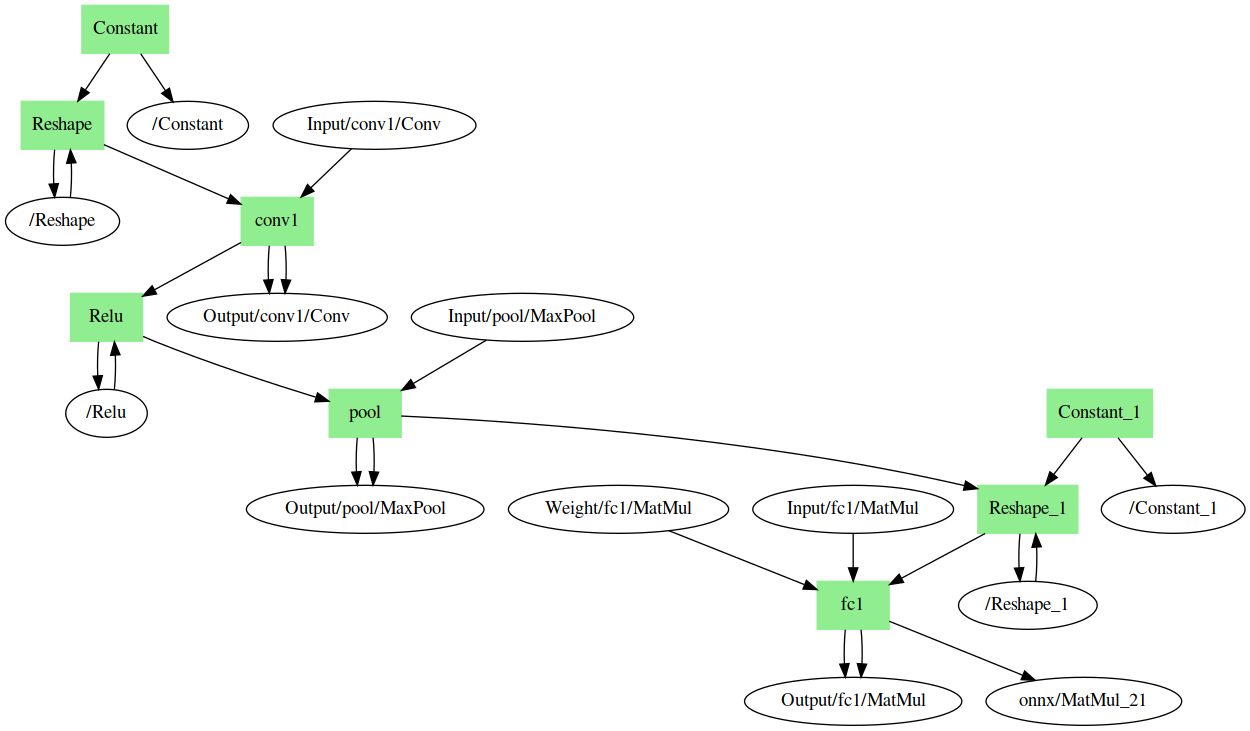 Constant
Reshape
/Constant
Input/conv1/Conv
/Reshape
conv1
Relu
Output/conv1/Conv
Input/pool/MaxPool
/Relu
pool
Constant_1
Output/pool/MaxPool
Weight/fc1/MatMul
Input/fc1/MatMul
Reshape_1
/Constant_1
fc1
/Reshape_1
Output/fc1/MatMul
onnx/MatMul_21